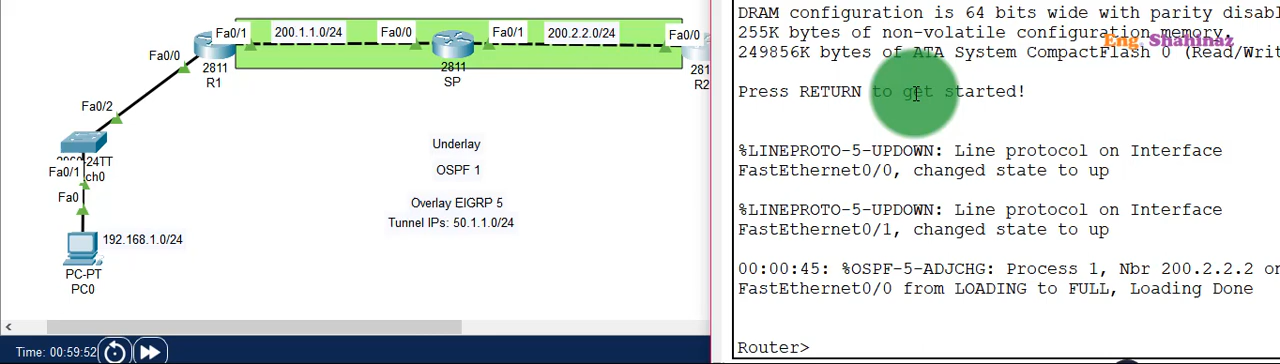 Fa0/1
200.1.1.0/24
Fa0/0
Fa0/1
200.2.2.0/24
Fa0/0
Fa0/0
2811
R1
2811
SP
R2
Fa0/2
Fa0/1
Fa0
192.168.1.0/24
PC-PT
PC0
Underlay
OSPF 1
Overlay EIGRP 5
Tunnel IPs: 50.1.1.0/24
Time: 00:59:52
DRAM configuration is 64 bits wide with parity disabl
255K bytes of non-volatile configuration memory.
249856K bytes of ATA System CompactFlash 0 (Read/Writ
Eng. Shahinaz
Press RETURN to get started!
%LINEPROTO-5-UPDOWN: Line protocol on Interface
FastEthernet0/0, changed state to up
%LINEPROTO-5-UPDOWN: Line protocol on Interface
FastEthernet0/1, changed state to up
00:00:45: %OSPF-5-ADJCHG: Process 1, Nbr 200.2.2.2 on
FastEthernet0/0 from LOADING to FULL, Loading Done
Router>